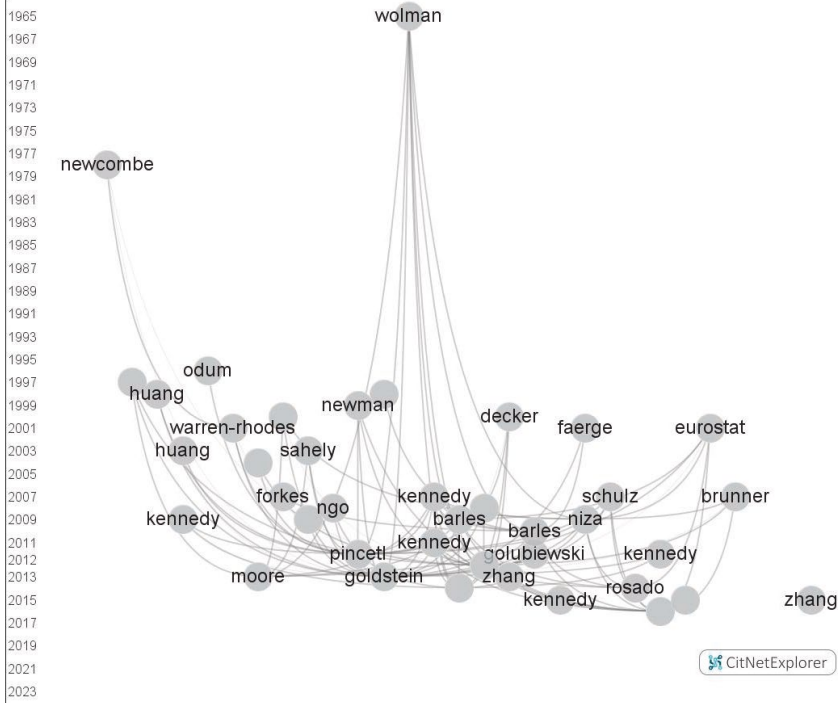 1965
wolman
1967
1969
1971
1973
1975
1977
newcombe
1979
1981
1983
1985
1987
1989
1991
1993
1995
odum
1997
huang
newman
1999
decker
2001
warren-rhodes
faerge
eurostat
2003
huang
sahely
2005
2007
forkes
kennedy
schulz
brunner
ngo
2009
kennedy
barles
niza
barles
2011
kennedy
2012
pincetl
golubiewski
kennedy
2013
moore
goldstein
zhang
rosado
2015
kennedy
zhang
2017
2019
CitNetExplorer
2021
2023